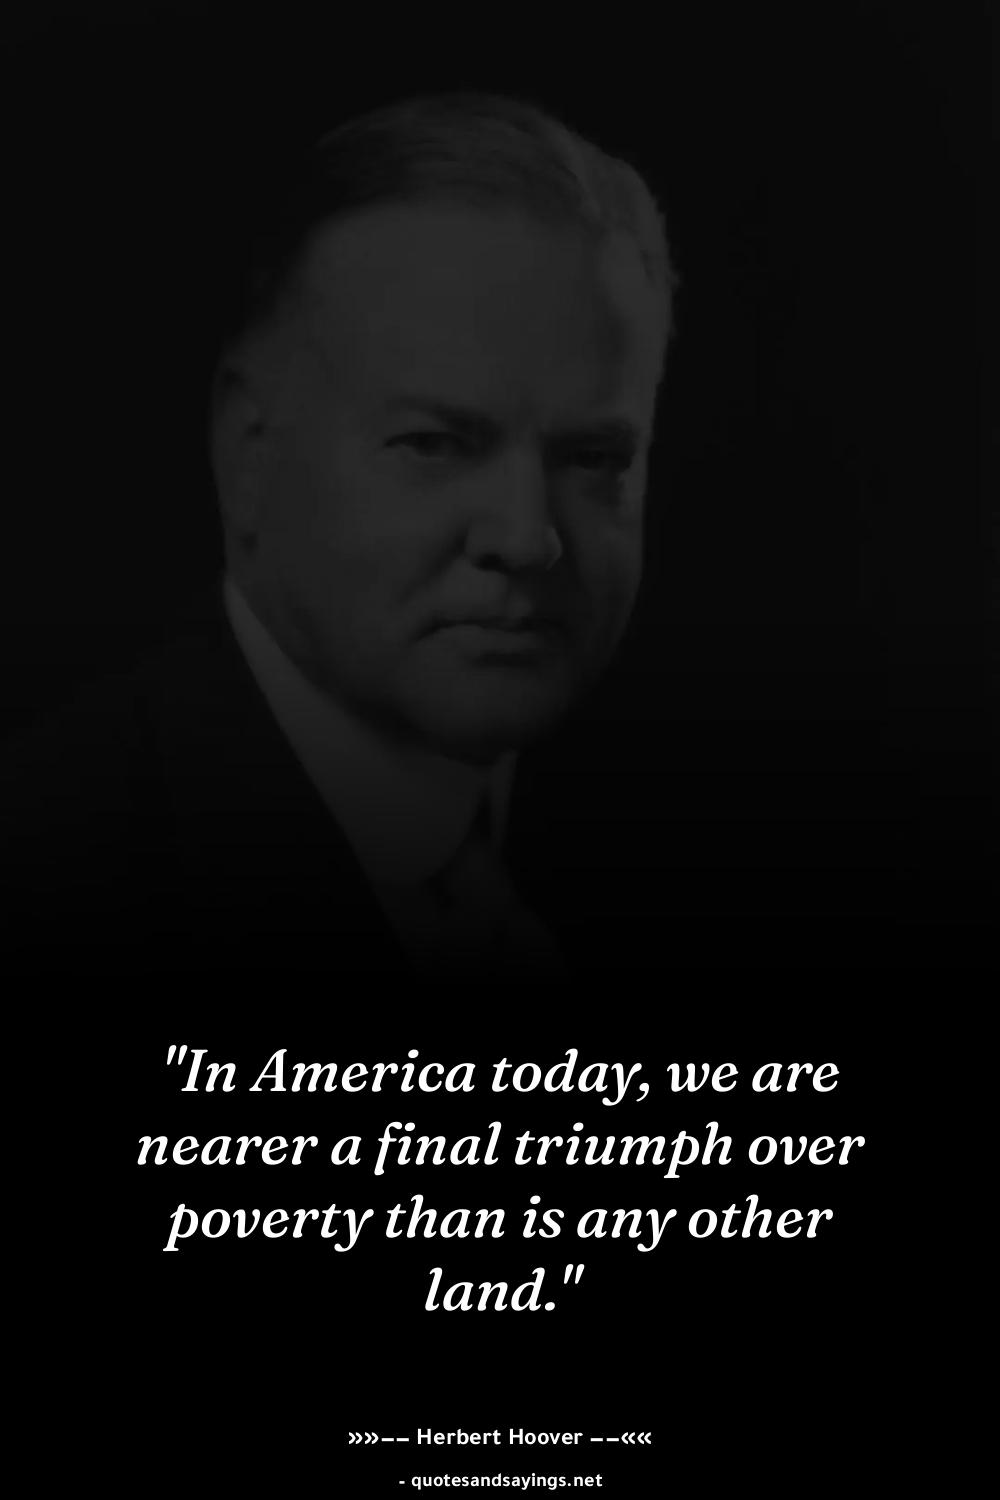 "In America today, we are
nearer a final triumph over
poverty than is any other
land."
»»–– Herbert Hoover ––««
- quotesandsayings.net